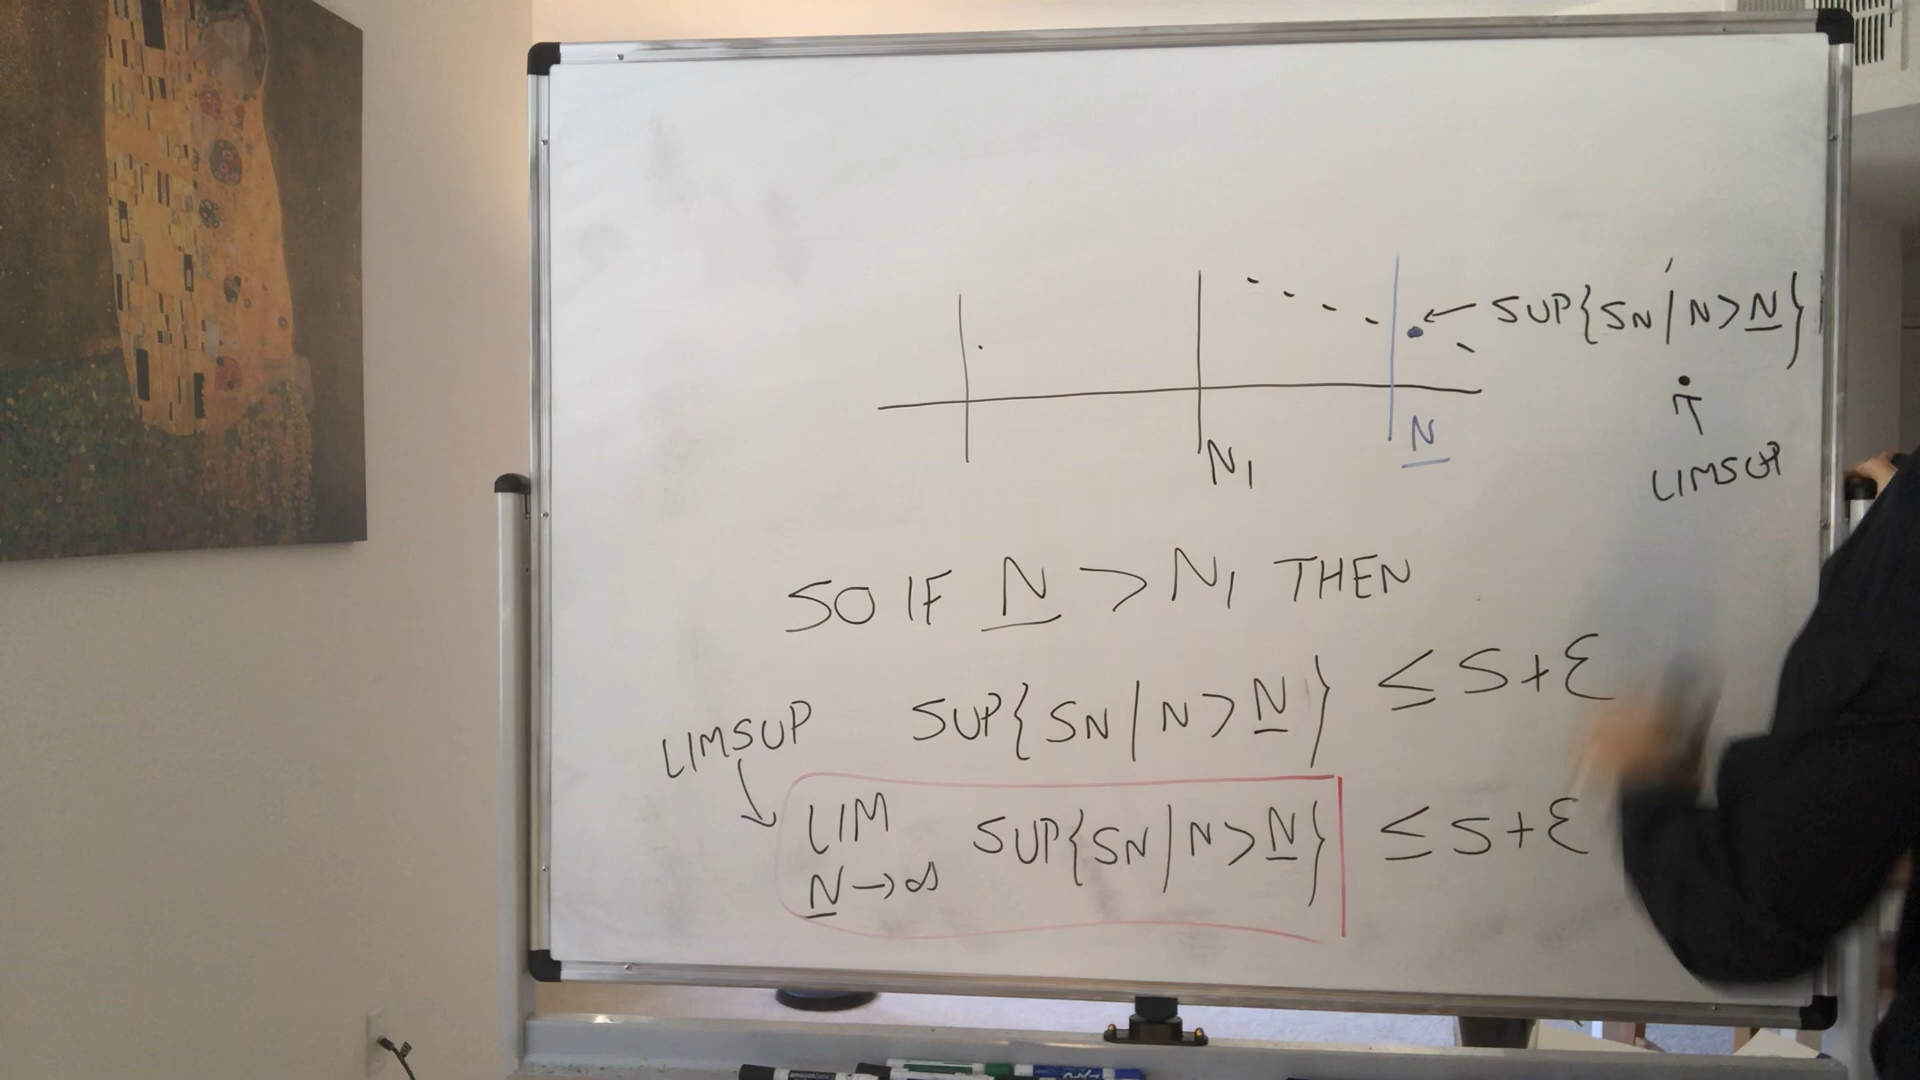 SUP{SN | N > N}
N1
N
LIMSUP
SO IF N > N1 THEN
SUP{SN | N > N} ≤ S+ε
LIMSUP
LIM SUP{SN | N > N} ≤ S+ε
N→∞